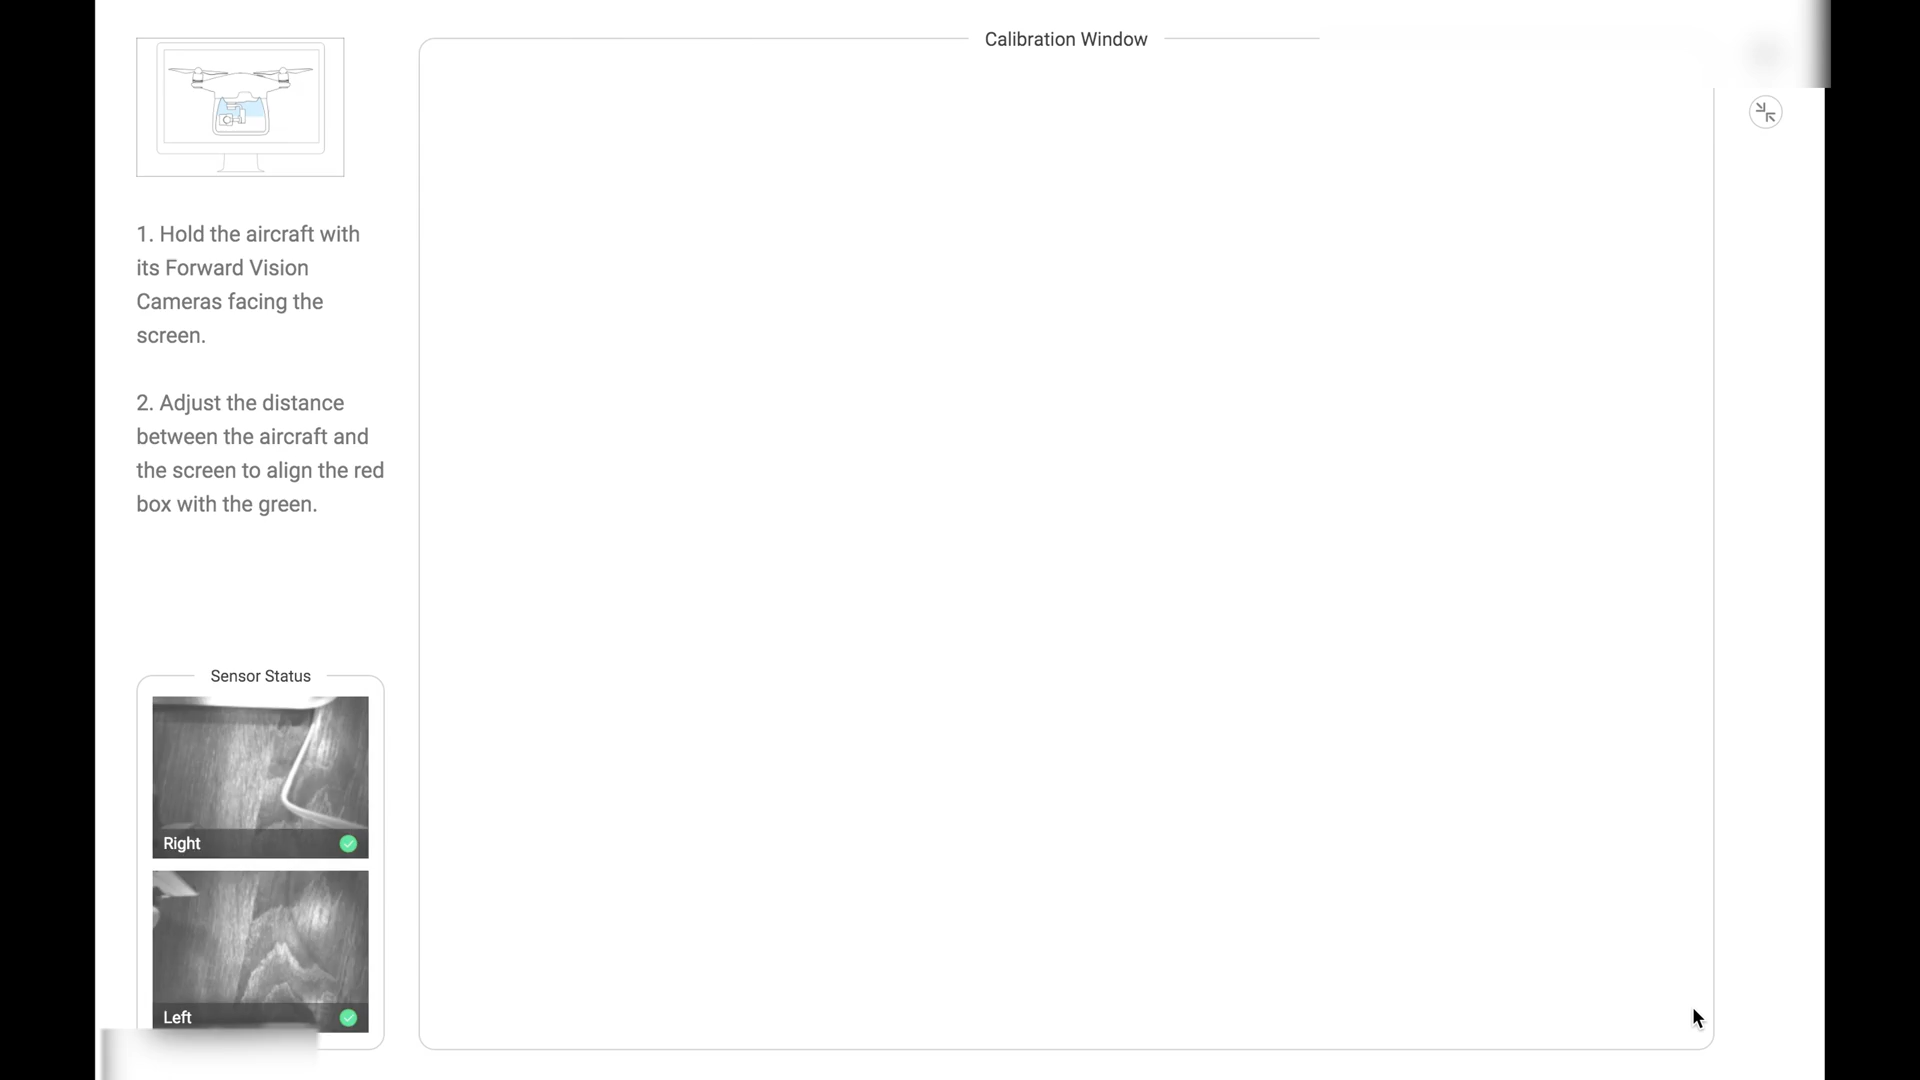 Calibration Window
1. Hold the aircraft with
its Forward Vision
Cameras facing the
screen.
2. Adjust the distance
between the aircraft and
the screen to align the red
box with the green.
Sensor Status
Right
Left